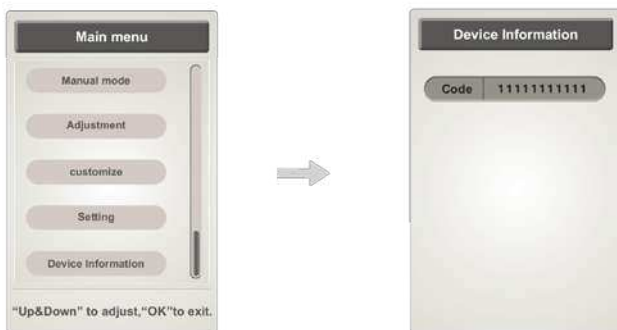 Main menu
Manual mode
Adjustment
customize
Setting
Device Information
"Up&Down" to adjust,"OK"to exit.
Device Information
Code 11111111111